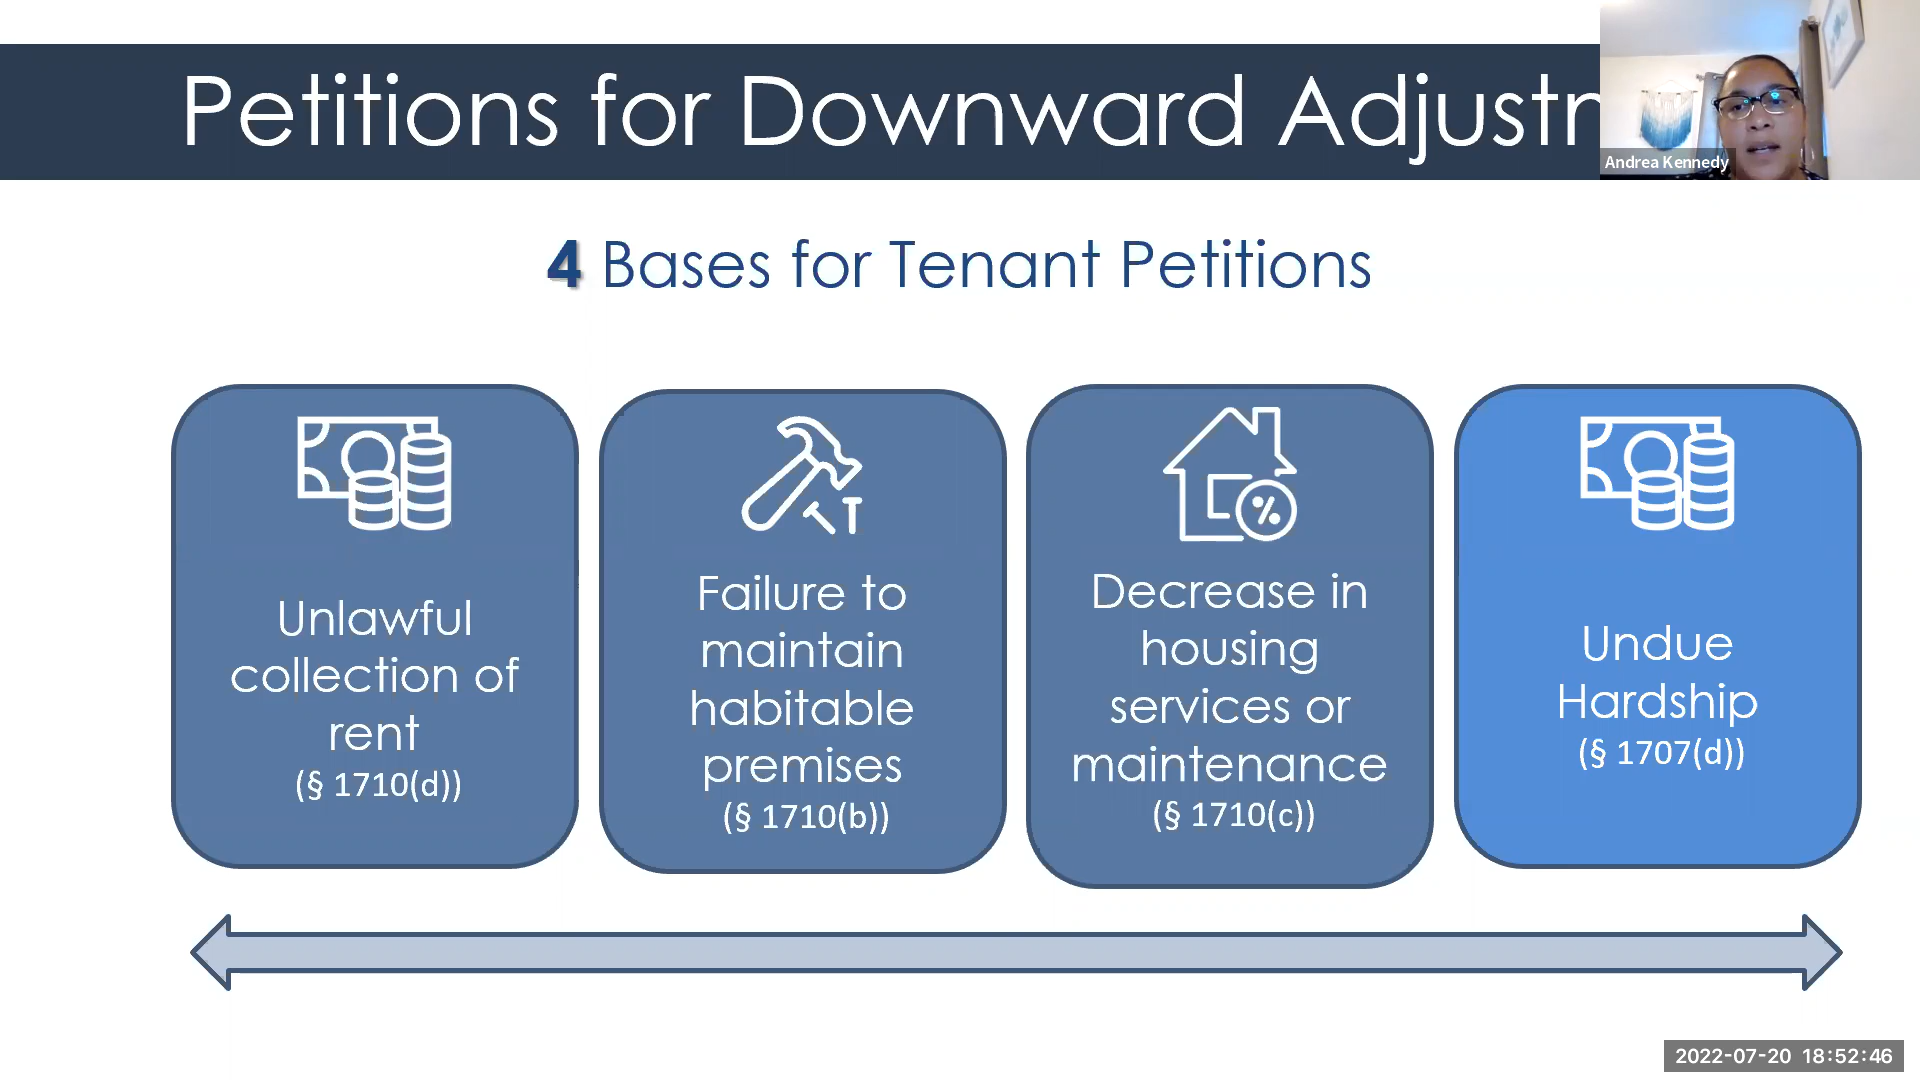 Petitions for Downward Adjustm
Andrea Kennedy
4 Bases for Tenant Petitions
Unlawful
collection of
rent
(§ 1710(d))
Failure to
maintain
habitable
premises
(§ 1710(b))
%
Decrease in
housing
services or
maintenance
(§ 1710(c))
Undue
Hardship
(§ 1707(d))
2022-07-20 18:52:46